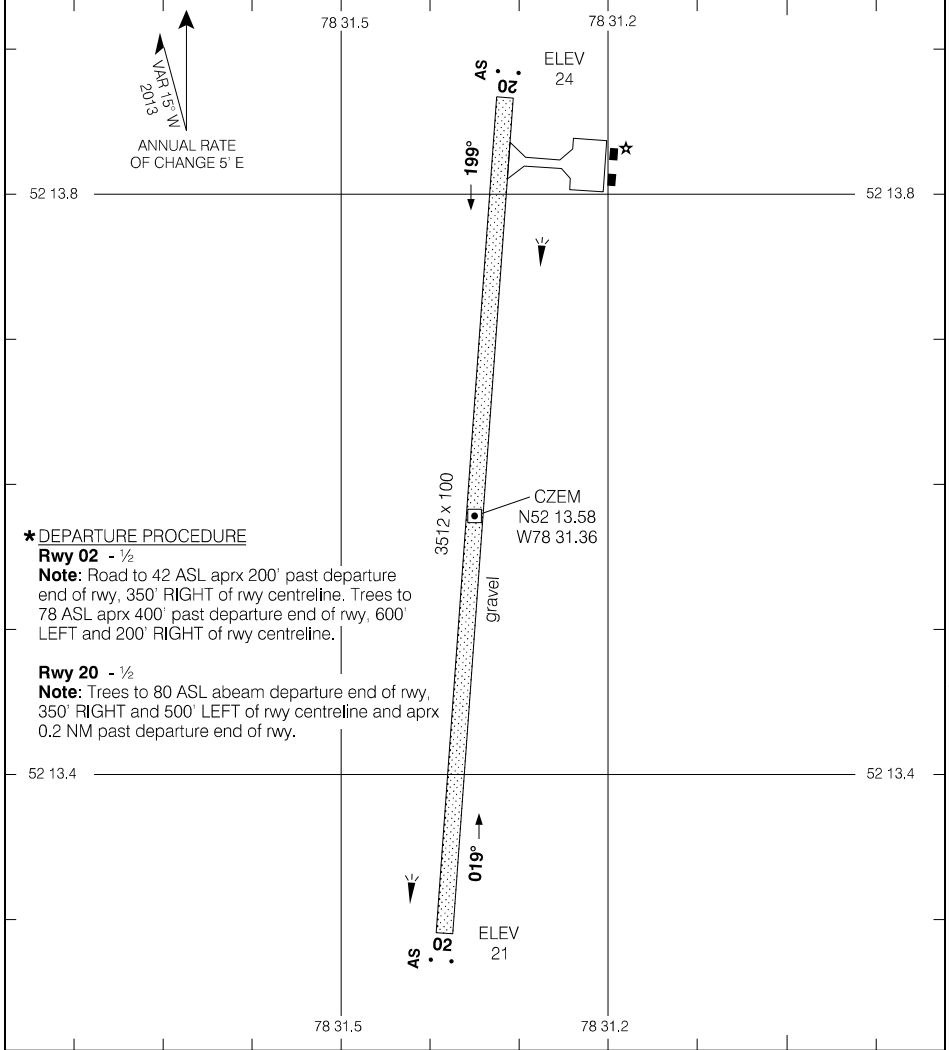 78 31.5
78 31.2
VAR 15° W
2013
ANNUAL RATE
OF CHANGE 5' E
AS
20
ELEV
24
199°
52 13.8
52 13.8
3512 x 100
CZEM
N52 13.58
W78 31.36
gravel
*DEPARTURE PROCEDURE
Rwy 02 - ½
Note: Road to 42 ASL aprx 200' past departure
end of rwy, 350' RIGHT of rwy centreline. Trees to
78 ASL aprx 400' past departure end of rwy, 600'
LEFT and 200' RIGHT of rwy centreline.
Rwy 20 - ½
Note: Trees to 80 ASL abeam departure end of rwy,
350' RIGHT and 500' LEFT of rwy centreline and aprx
0.2 NM past departure end of rwy.
52 13.4
52 13.4
019°
AS
02
ELEV
21
78 31.5
78 31.2